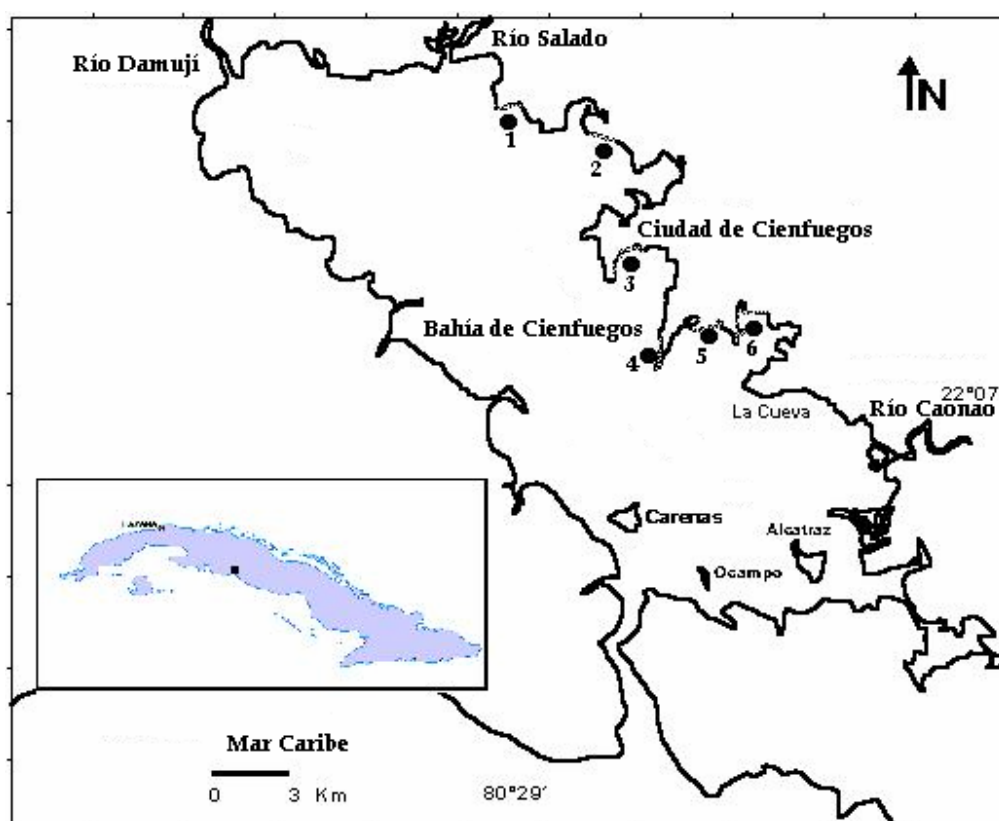 Río Salado
Río Damují
N
1
2
Ciudad de Cienfuegos
3
Bahía de Cienfuegos
4
5
6
22°07
La Cueva
Río Caonao
Carenas
Alcatraz
Ocampo
Mar Caribe
0 3 Km
80°29'